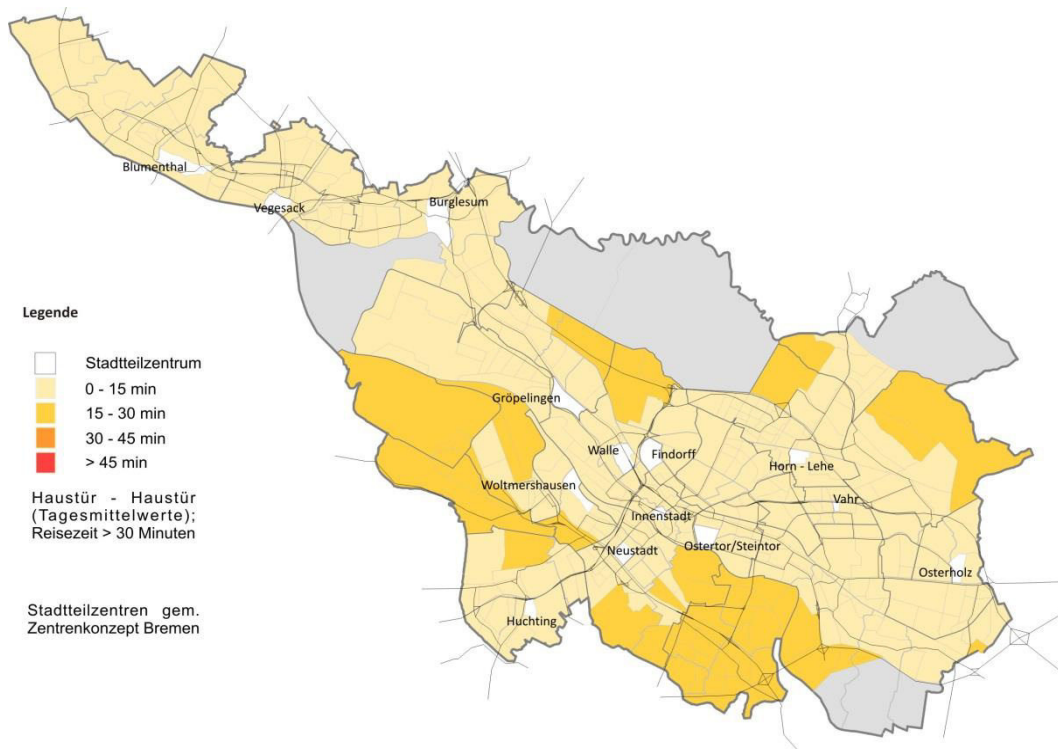 Blumenthal
Vegesack
Burglesum
Legende
Stadtteilzentrum
0 - 15 min
15 - 30 min
30 - 45 min
> 45 min
Haustür - Haustür
(Tagesmittelwerte);
Reisezeit > 30 Minuten
Stadtteilzentren gem.
Zentrenkonzept Bremen
Gröpelingen
Walle
Findorff
Horn - Lehe
Woltmershausen
Vahr
Innenstadt
Neustadt
Ostertor/Steintor
Osterholz
Huchting